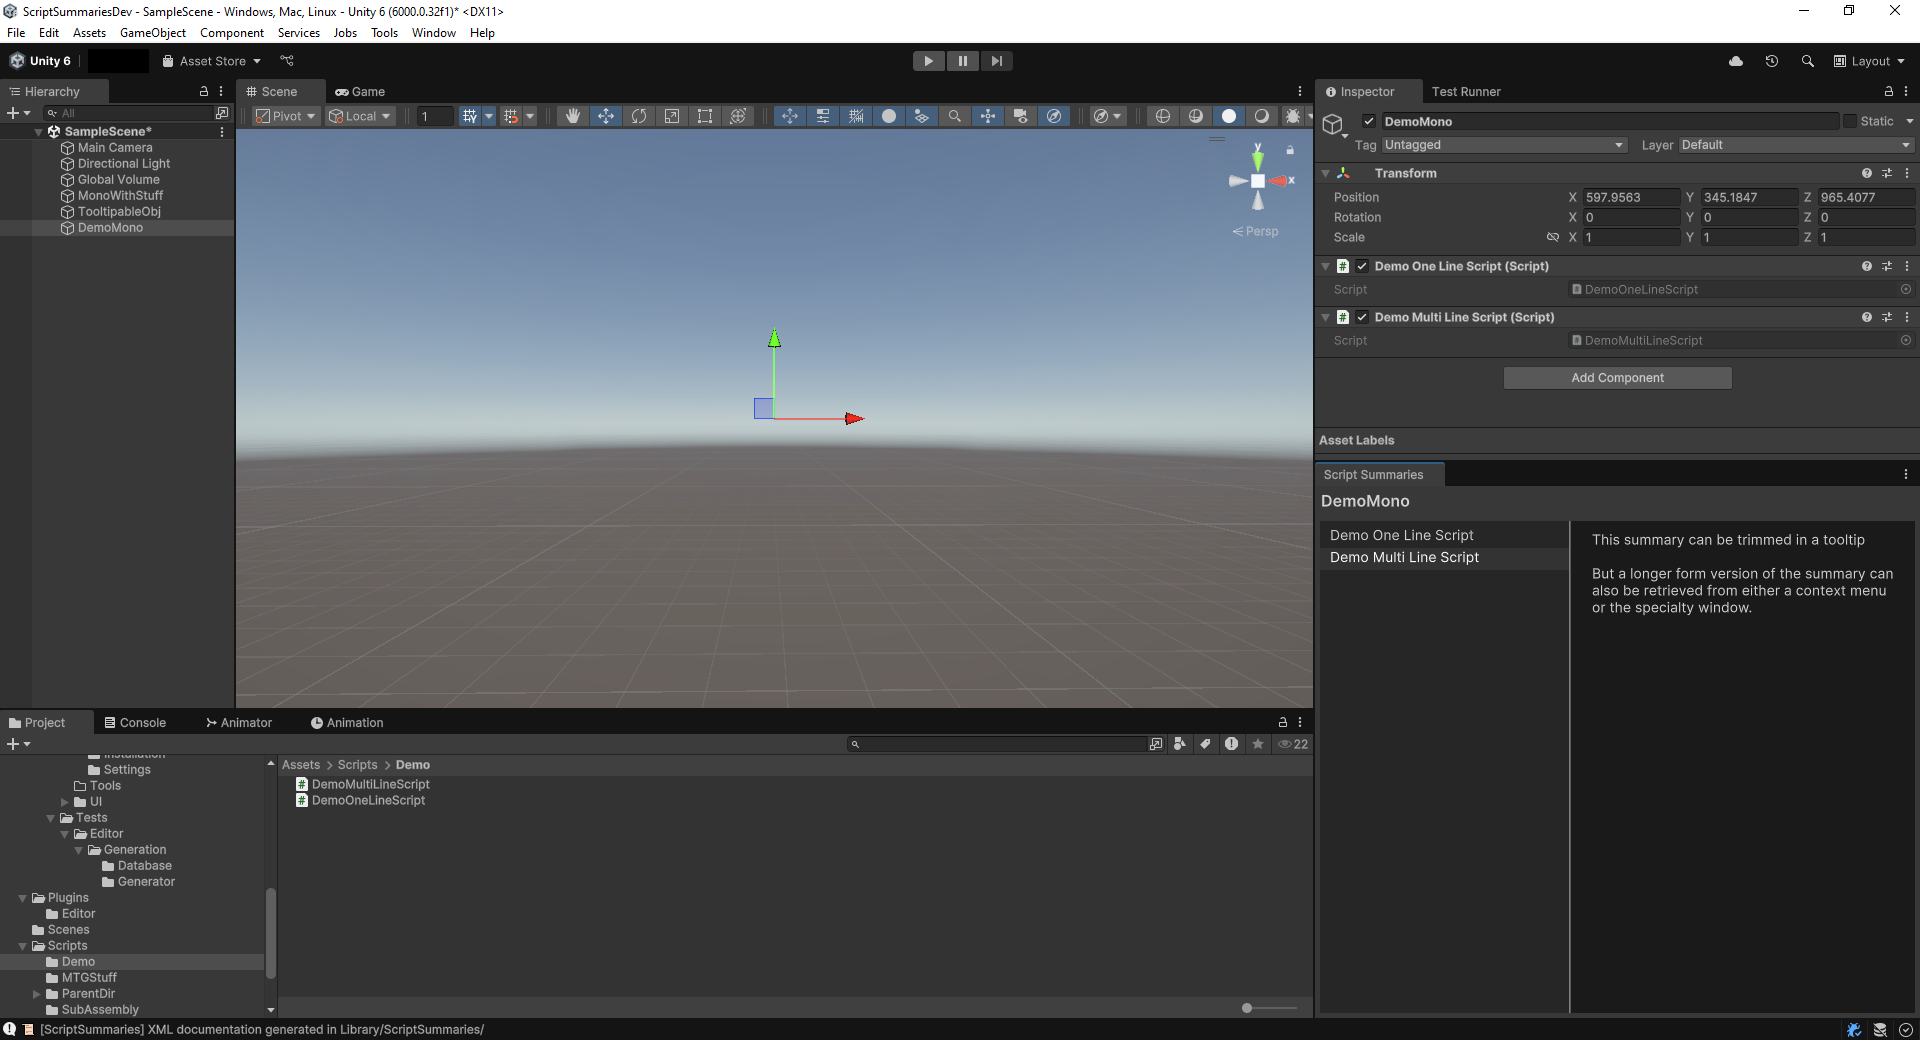 ScriptSummariesDev - SampleScene - Windows, Mac, Linux - Unity 6 (6000.0.32f1)* <DX11>
File Edit Assets GameObject Component Services Jobs Tools Window Help
Unity 6 Asset Store Layout
Hierarchy
All
SampleScene*
Main Camera
Directional Light
Global Volume
MonoWithStuff
TooltipableObj
DemoMono
Scene Game
Pivot Local 1
y
x
Persp
Inspector Test Runner
DemoMono Static
Tag Untagged Layer Default
Transform
Position X 597.9563 Y 345.1847 Z 965.4077
Rotation X 0 Y 0 Z 0
Scale X 1 Y 1 Z 1
# Demo One Line Script (Script)
Script DemoOneLineScript
# Demo Multi Line Script (Script)
Script DemoMultiLineScript
Add Component
Asset Labels
Script Summaries
DemoMono
Demo One Line Script
Demo Multi Line Script
This summary can be trimmed in a tooltip
But a longer form version of the summary can
also be retrieved from either a context menu
or the specialty window.
Project Console Animator Animation
22
Installation
Settings
Tools
UI
Tests
Editor
Generation
Database
Generator
Plugins
Editor
Scenes
Scripts
Demo
MTGStuff
ParentDir
SubAssembly
Assets > Scripts > Demo
# DemoMultiLineScript
# DemoOneLineScript
[ScriptSummaries] XML documentation generated in Library/ScriptSummaries/